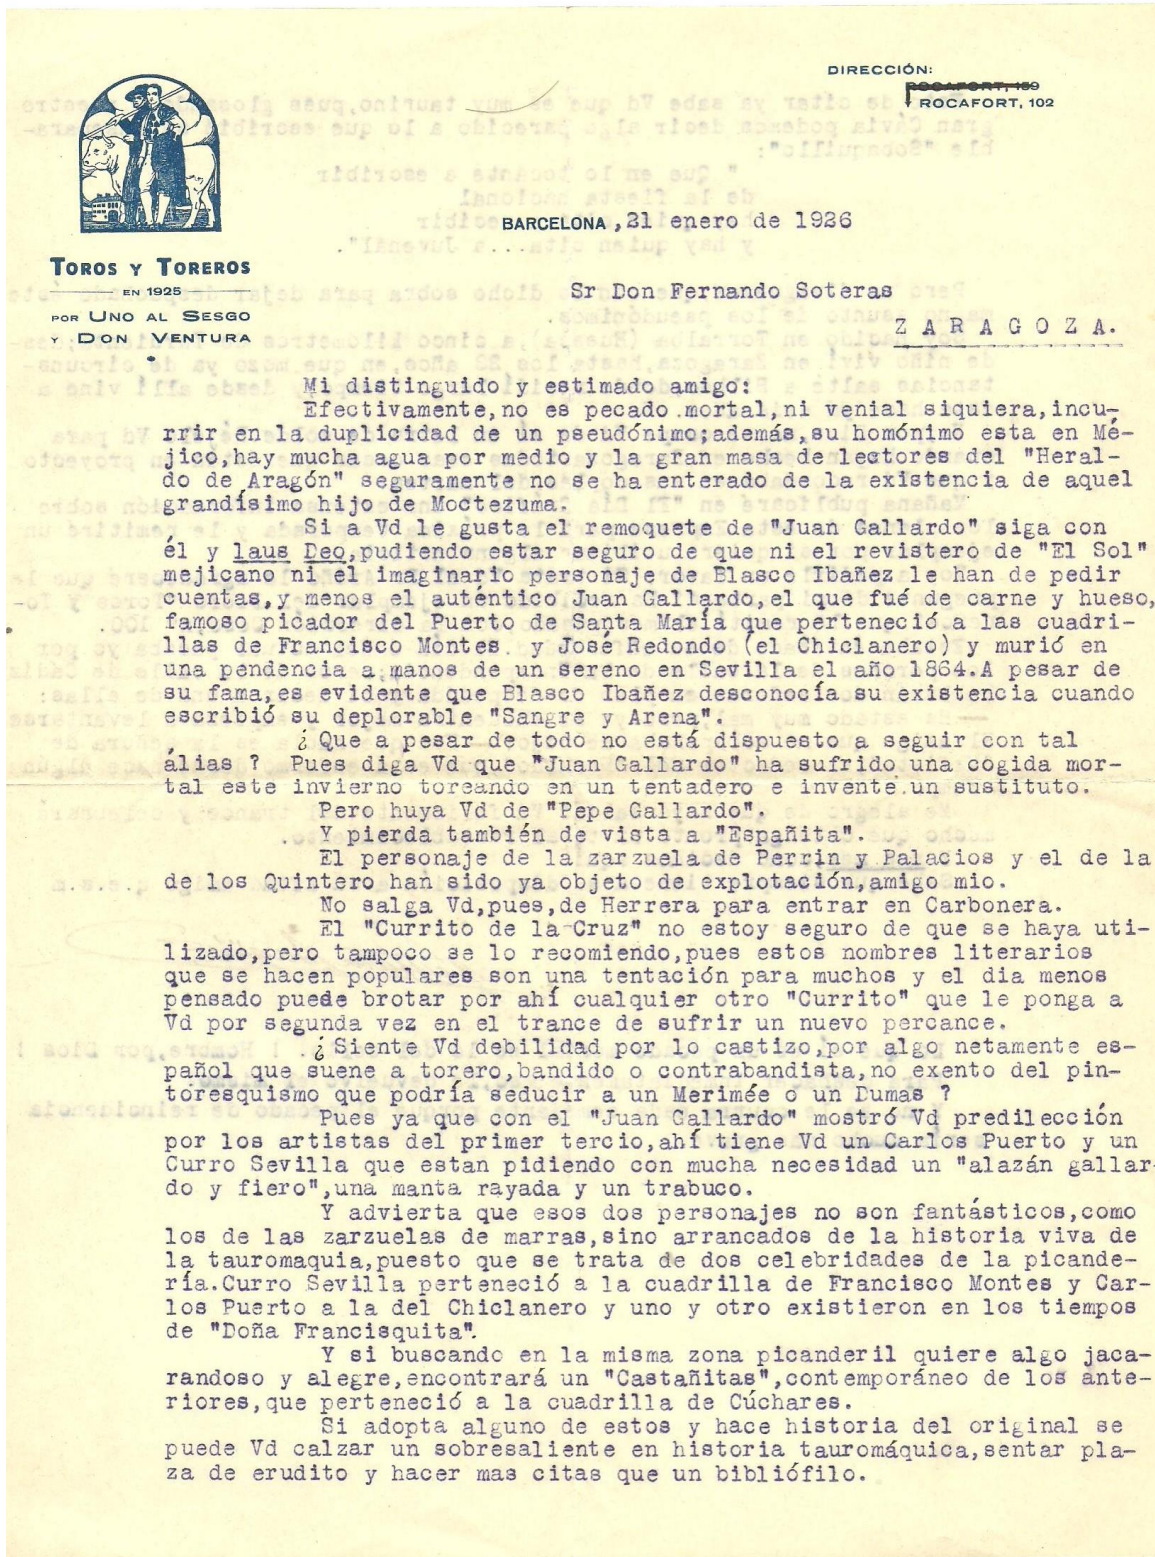 DIRECCIÓN:
ROCAFORT, 159
ROCAFORT, 102
BARCELONA, 21 enero de 1926
TOROS Y TOREROS
EN 1925
POR UNO AL SESGO
Y DON VENTURA
Sr Don Fernando Soteras
ZARAGOZA.
Mi distinguido y estimado amigo:
Efectivamente,no es pecado mortal,ni venial siquiera,incu-
rrir en la duplicidad de un pseudónimo;además,su homónimo esta en Mé-
jico,hay mucha agua por medio y la gran masa de lectores del "Heral-
do de Aragón" seguramente no se ha enterado de la existencia de aquel
grandísimo hijo de Moctezuma.
Si a Vd le gusta el remoquete de "Juan Gallardo" siga con
él y laus Deo,pudiendo estar seguro de que ni el revistero de "El Sol"
mejicano ni el imaginario personaje de Blasco Ibañez le han de pedir
cuentas,y menos el auténtico Juan Gallardo,el que fué de carne y hueso,
famoso picador del Puerto de Santa María que perteneció a las cuadri-
llas de Francisco Montes y José Redondo (el Chiclanero) y murió en
una pendencia a manos de un sereno en Sevilla el año 1864.A pesar de
su fama,es evidente que Blasco Ibañez desconocía su existencia cuando
escribió su deplorable "Sangre y Arena".
¿Que a pesar de todo no está dispuesto a seguir con tal
álias ? Pues diga Vd que "Juan Gallardo" ha sufrido una cogida mor-
tal este invierno toreando en un tentadero e invente un sustituto.
Pero huya Vd de "Pepe Gallardo".
Y pierda también de vista a "Españita".
El personaje de la zarzuela de Perrin y Palacios y el de la
de los Quintero han sido ya objeto de explotación,amigo mio.
No salga Vd,pues,de Herrera para entrar en Carbonera.
El "Currito de la Cruz" no estoy seguro de que se haya uti-
lizado,pero tampoco se lo recomiendo,pues estos nombres literarios
que se hacen populares son una tentación para muchos y el dia menos
pensado puede brotar por ahí cualquier otro "Currito" que le ponga a
Vd por segunda vez en el trance de sufrir un nuevo percance.
¿Siente Vd debilidad por lo castizo,por algo netamente es-
pañol que suene a torero,bandido o contrabandista,no exento del pin-
toresquismo que podría seducir a un Merimée o un Dumas ?
Pues ya que con el "Juan Gallardo" mostró Vd predilección
por los artistas del primer tercio,ahí tiene Vd un Carlos Puerto y un
Curro Sevilla que estan pidiendo con mucha necesidad un "alazán gallar-
do y fiero",una manta rayada y un trabuco.
Y advierta que esos dos personajes no son fantásticos,como
los de las zarzuelas de marras,sino arrancados de la historia viva de
la tauromaquia,puesto que se trata de dos celebridades de la picande-
ría.Curro Sevilla perteneció a la cuadrilla de Francisco Montes y Car-
los Puerto a la del Chiclanero y uno y otro existieron en los tiempos
de "Doña Francisquita".
Y si buscando en la misma zona picanderil quiere algo jaca-
randoso y alegre,encontrará un "Castañitas",contemporáneo de los ante-
riores,que perteneció a la cuadrilla de Cúchares.
Si adopta alguno de estos y hace historia del original se
puede Vd calzar un sobresaliente en historia tauromáquica,sentar pla-
za de erudito y hacer mas citas que un bibliófilo.